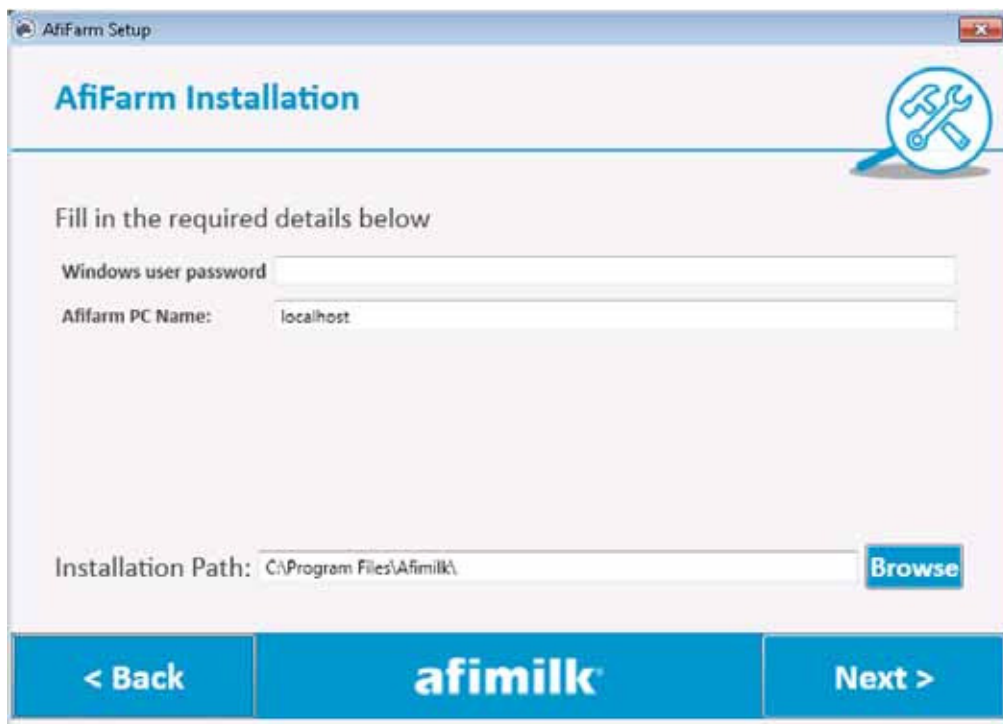 AfiFarm Setup
AfiFarm Installation
Fill in the required details below
Windows user password
Afifarm PC Name: localhost
Installation Path: C:\Program Files\Afimilk\ Browse
< Back afimilk Next >